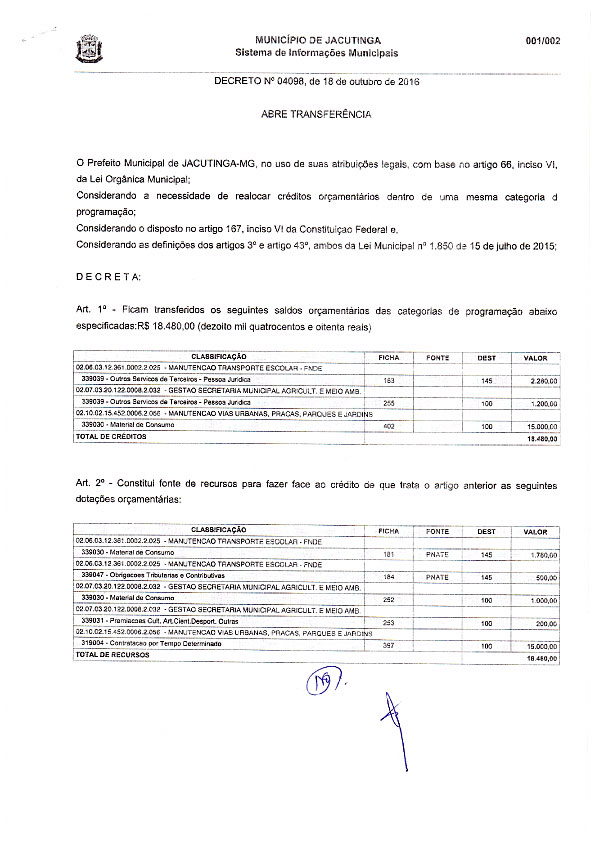 MUNICÍPIO DE JACUTINGA
001/002
Sistema de Informações Municipais
DECRETO Nº 04098, de 18 de outubro de 2016
ABRE TRANSFERÊNCIA
O Prefeito Municipal de JACUTINGA-MG, no uso de suas atribuições legais, com base no artigo 66, inciso VI,
da Lei Orgânica Municipal;
Considerando a necessidade de realocar créditos orçamentários dentro de uma mesma categoria d
programação;
Considerando o disposto no artigo 167, inciso VI da Constituiçao Federal e,
Considerando as definições dos artigos 3º e artigo 43º, ambos da Lei Municipal nº 1.850 de 15 de julho de 2015;
D E C R E T A:
Art. 1º - Ficam transferidos os seguintes saldos orçamentários das categorias de programação abaixo
especificadas:R$ 18.480,00 (dezoito mil quatrocentos e oitenta reais)
CLASSIFICAÇÃO FICHA FONTE DEST VALOR
02.06.03.12.361.0002.2.025 - MANUTENCAO TRANSPORTE ESCOLAR - FNDE
339039 - Outros Servicos de Terceiros - Pessoa Juridica 183 145 2.280,00
02.07.03.20.122.0008.2.032 - GESTAO SECRETARIA MUNICIPAL AGRICULT. E MEIO AMB.
339039 - Outros Servicos de Terceiros - Pessoa Juridica 255 100 1.200,00
02.10.02.15.452.0006.2.056 - MANUTENCAO VIAS URBANAS, PRACAS, PARQUES E JARDINS
339030 - Material de Consumo 402 100 15.000,00
TOTAL DE CRÉDITOS 18.480,00
Art. 2º - Constitui fonte de recursos para fazer face ao crédito de que trata o artigo anterior as seguintes
dotações orçamentárias:
CLASSIFICAÇÃO FICHA FONTE DEST VALOR
02.06.03.12.361.0002.2.025 - MANUTENCAO TRANSPORTE ESCOLAR - FNDE
339030 - Material de Consumo 181 PNATE 145 1.780,00
02.06.03.12.361.0002.2.025 - MANUTENCAO TRANSPORTE ESCOLAR - FNDE
339047 - Obrigacoes Tributarias e Contributivas 184 PNATE 145 500,00
02.07.03.20.122.0008.2.032 - GESTAO SECRETARIA MUNICIPAL AGRICULT. E MEIO AMB.
339030 - Material de Consumo 252 100 1.000,00
02.07.03.20.122.0008.2.032 - GESTAO SECRETARIA MUNICIPAL AGRICULT. E MEIO AMB.
339031 - Premiacoes Cult. Art.Cient.Desport. Outras 253 100 200,00
02.10.02.15.452.0006.2.056 - MANUTENCAO VIAS URBANAS, PRACAS, PARQUES E JARDINS
319004 - Contratacao por Tempo Determinado 397 100 15.000,00
TOTAL DE RECURSOS 18.480,00